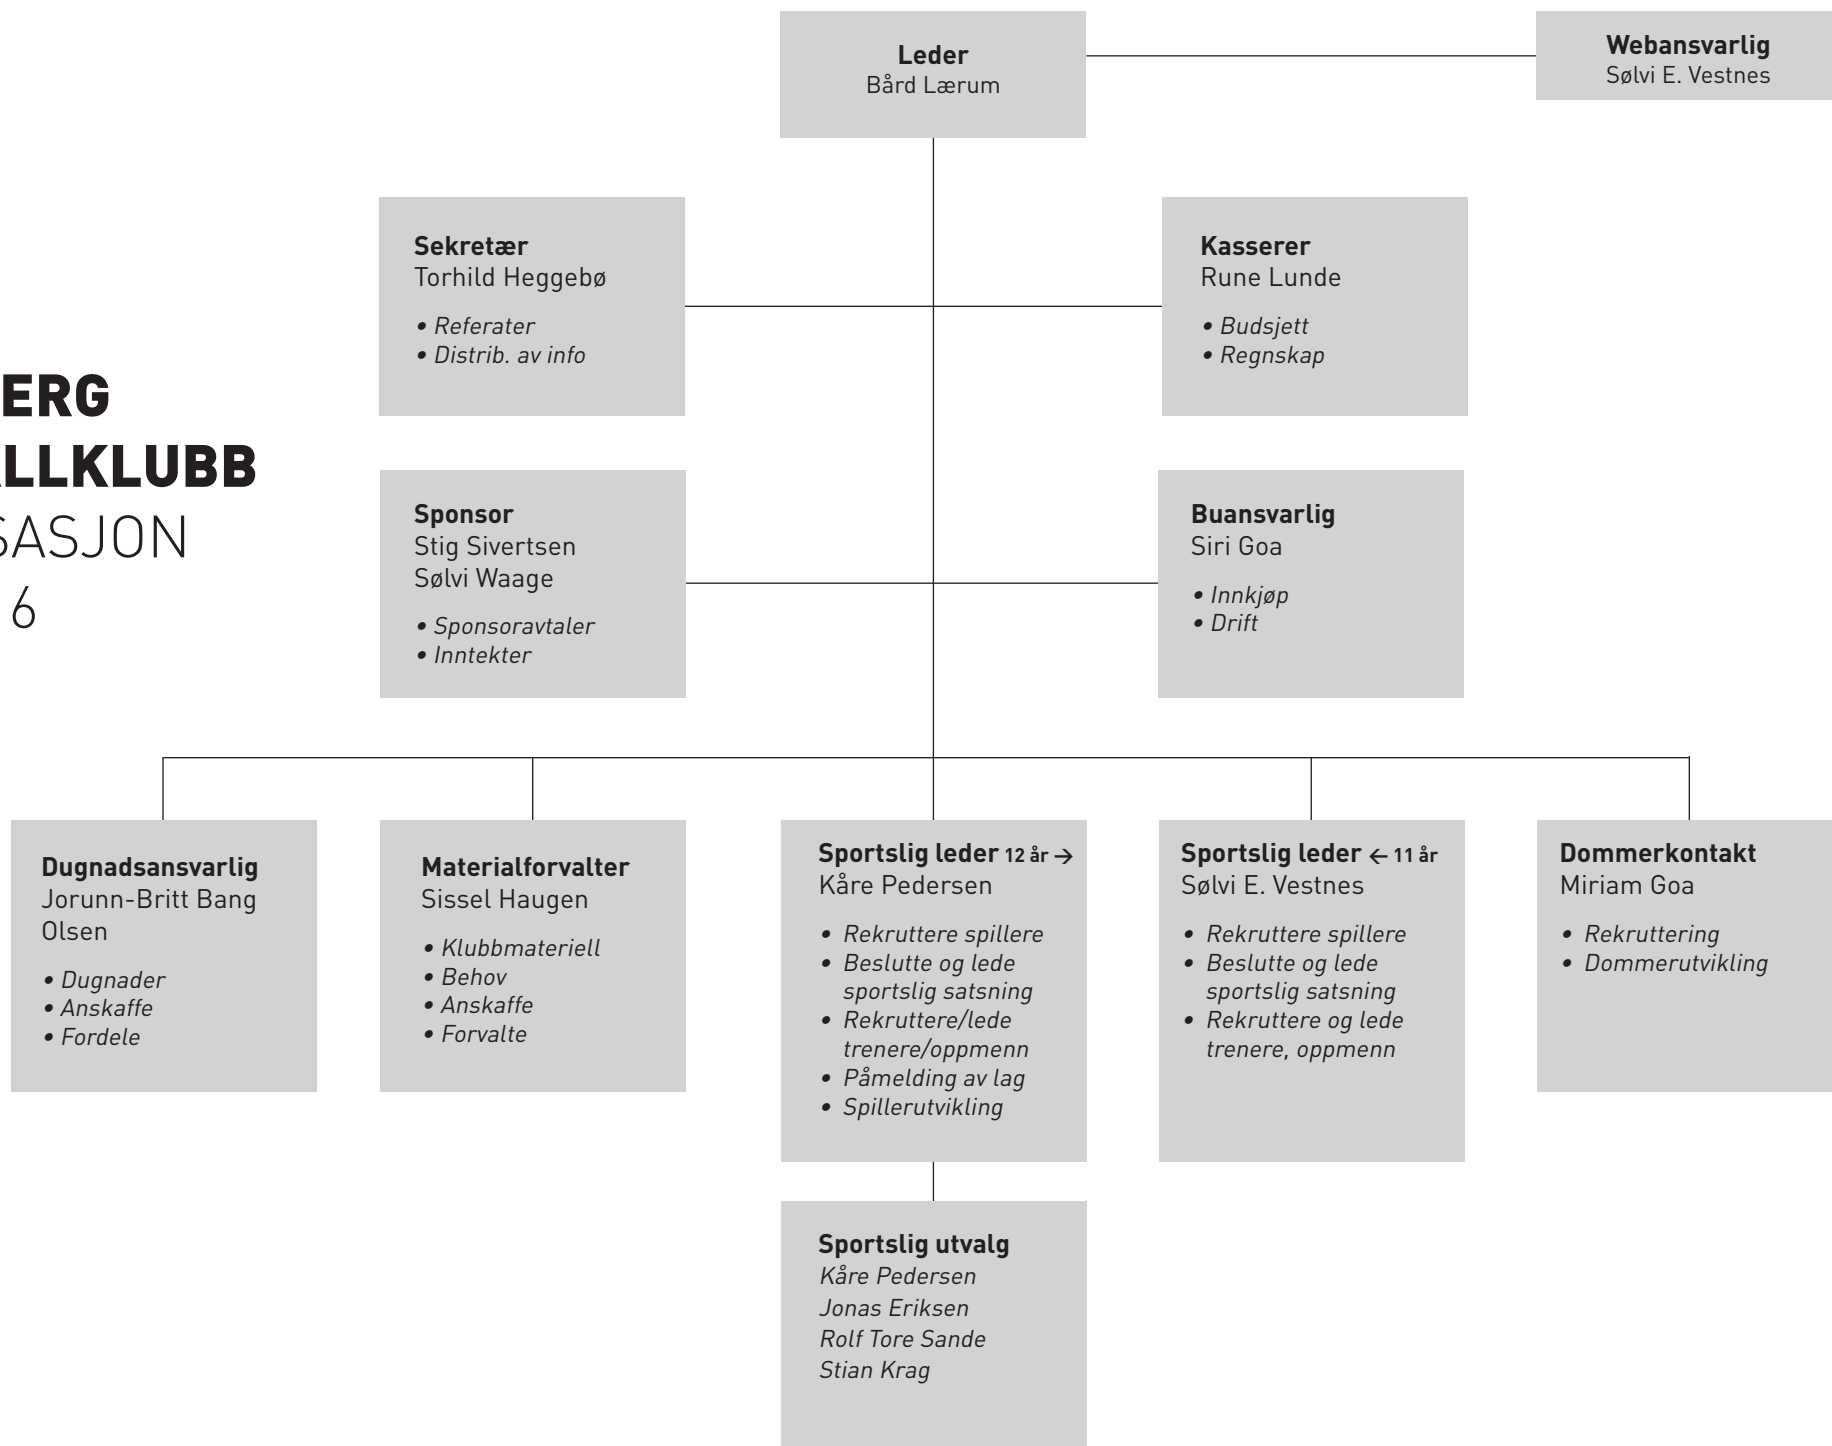 Leder
Bård Lærum
Webansvarlig
Sølvi E. Vestnes
Sekretær
Torhild Heggebø
• Referater
• Distrib. av info
Kasserer
Rune Lunde
• Budsjett
• Regnskap
ERG
ALLKLUBB
SASJON
6
Sponsor
Stig Sivertsen
Sølvi Waage
• Sponsoravtaler
• Inntekter
Buansvarlig
Siri Goa
• Innkjøp
• Drift
Dugnadsansvarlig
Jorunn-Britt Bang
Olsen
• Dugnader
• Anskaffe
• Fordele
Materialforvalter
Sissel Haugen
• Klubbmateriell
• Behov
• Anskaffe
• Forvalte
Sportslig leder 12 år →
Kåre Pedersen
• Rekruttere spillere
• Beslutte og lede
sportslig satsning
• Rekruttere/lede
trenere/oppmenn
• Påmelding av lag
• Spillerutvikling
Sportslig leder ← 11 år
Sølvi E. Vestnes
• Rekruttere spillere
• Beslutte og lede
sportslig satsning
• Rekruttere og lede
trenere, oppmenn
Dommerkontakt
Miriam Goa
• Rekruttering
• Dommerutvikling
Sportslig utvalg
Kåre Pedersen
Jonas Eriksen
Rolf Tore Sande
Stian Krag